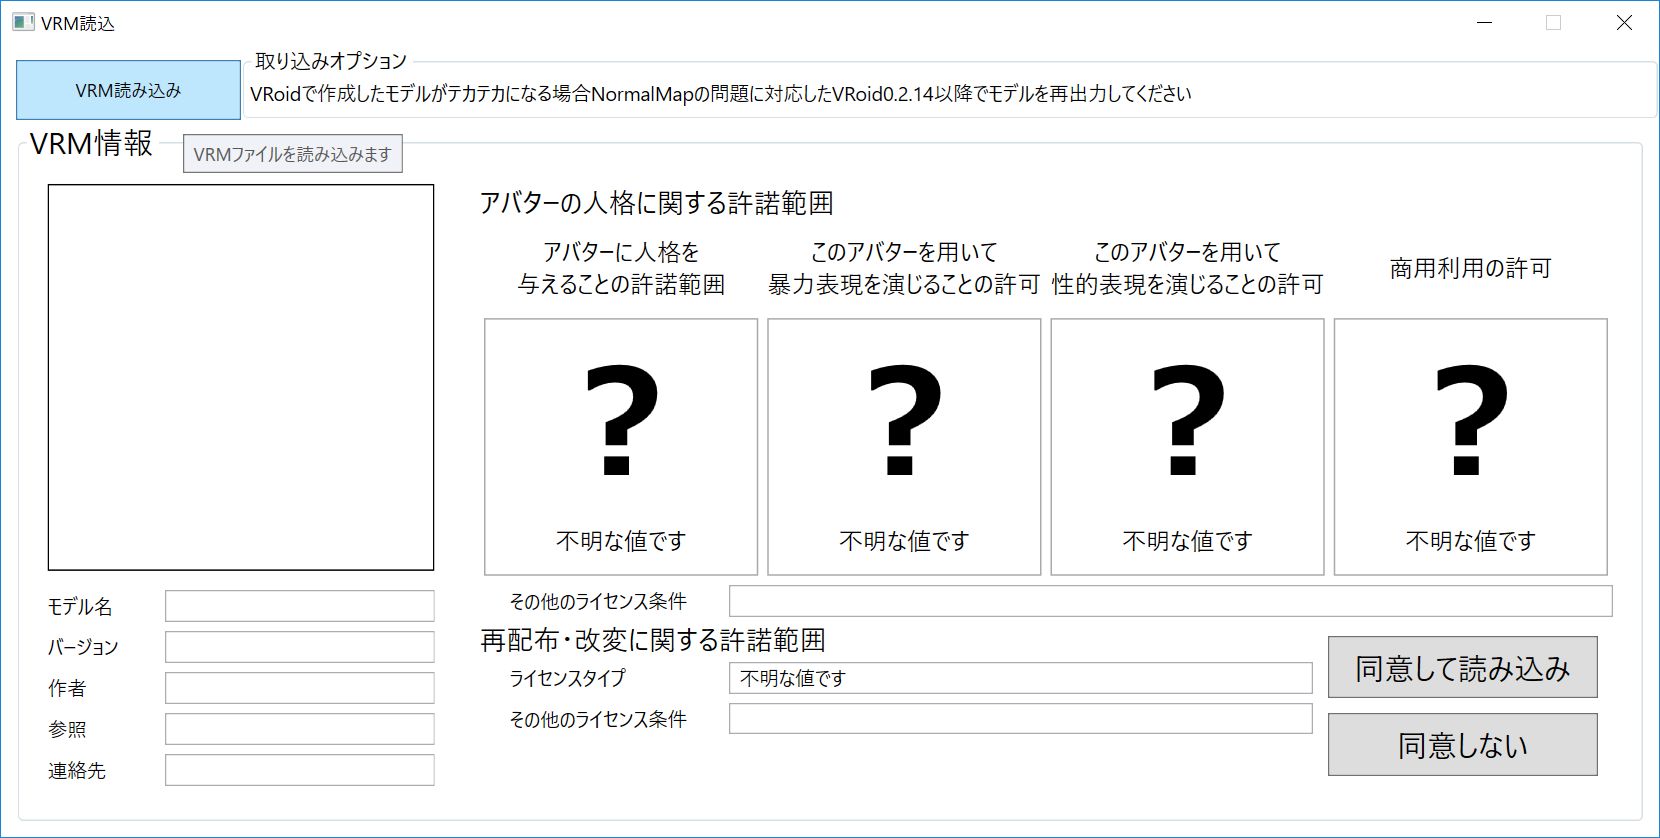 VRM読込
取り込みオプション
VRM読み込み
VRoidで作成したモデルがテカテカになる場合NormalMapの問題に対応したVRoid0.2.14以降でモデルを再出力してください
VRM情報
VRMファイルを読み込みます
アバターの人格に関する許諾範囲
アバターに人格を
与えることの許諾範囲
このアバターを用いて
暴力表現を演じることの許可
このアバターを用いて
性的表現を演じることの許可
商用利用の許可
?
?
?
?
不明な値です
不明な値です
不明な値です
不明な値です
モデル名
バージョン
作者
参照
連絡先
その他のライセンス条件
再配布・改変に関する許諾範囲
ライセンスタイプ
不明な値です
その他のライセンス条件
同意して読み込み
同意しない